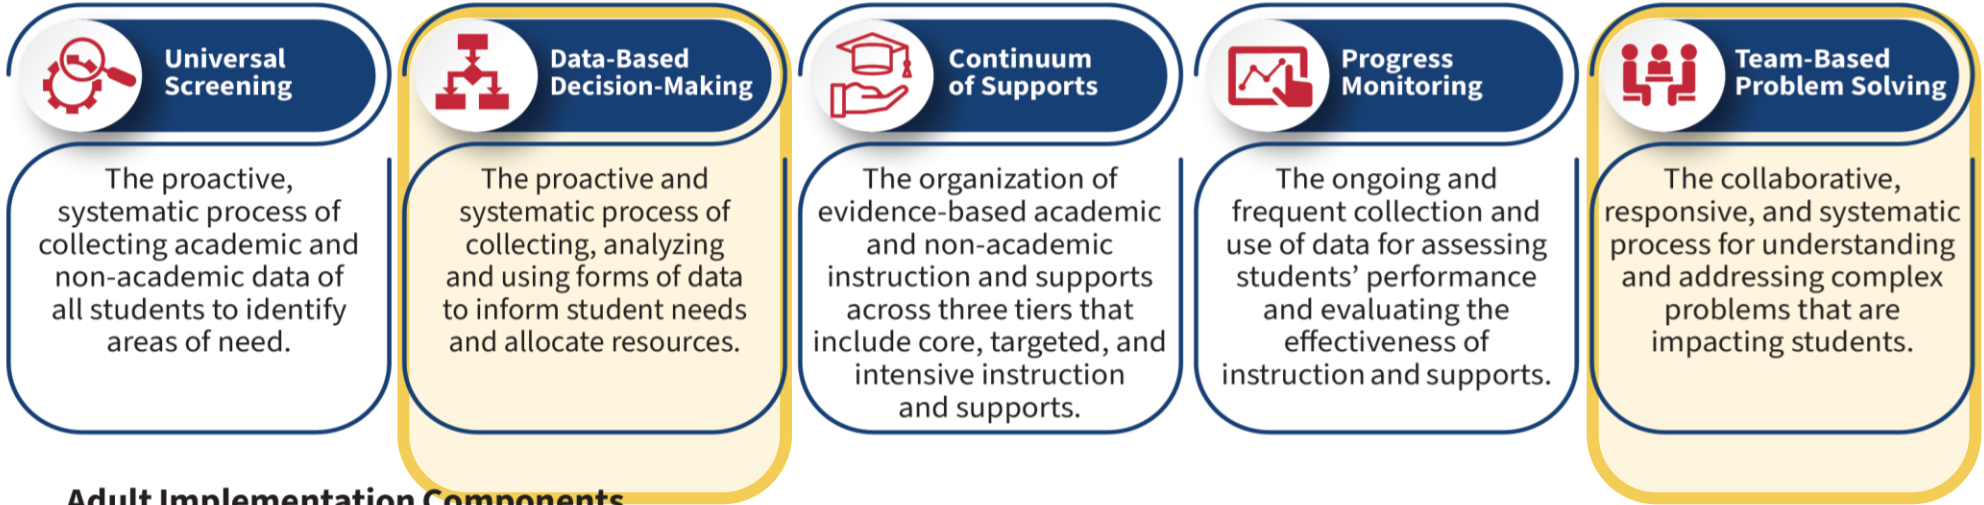 Universal
Screening
The proactive,
systematic process of
collecting academic and
non-academic data of
all students to identify
areas of need.
Data-Based
Decision-Making
The proactive and
systematic process of
collecting, analyzing
and using forms of data
to inform student needs
and allocate resources.
Continuum
of Supports
The organization of
evidence-based academic
and non-academic
instruction and supports
across three tiers that
include core, targeted, and
intensive instruction
and supports.
Progress
Monitoring
The ongoing and
frequent collection and
use of data for assessing
students’ performance
and evaluating the
effectiveness of
instruction and supports.
Team-Based
Problem Solving
The collaborative,
responsive, and systematic
process for understanding
and addressing complex
problems that are
impacting students.
Adult Implementation Components